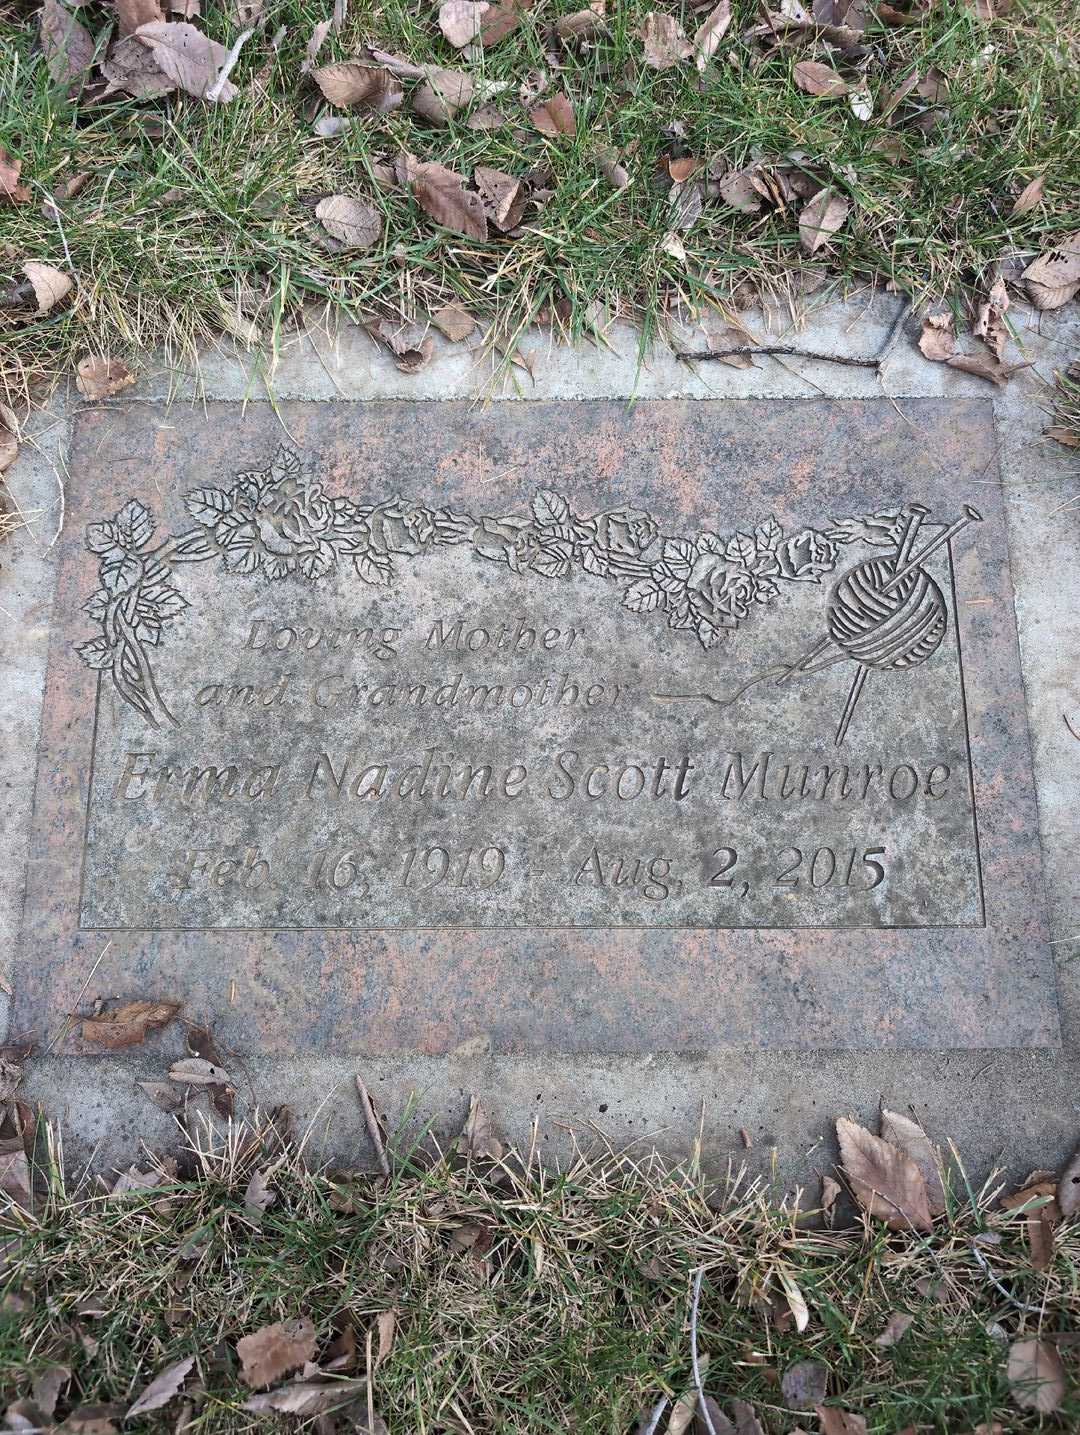 Loving Mother
and Grandmother
Erma Nadine Scott Munroe
Feb. 16, 1919 - Aug. 2, 2015